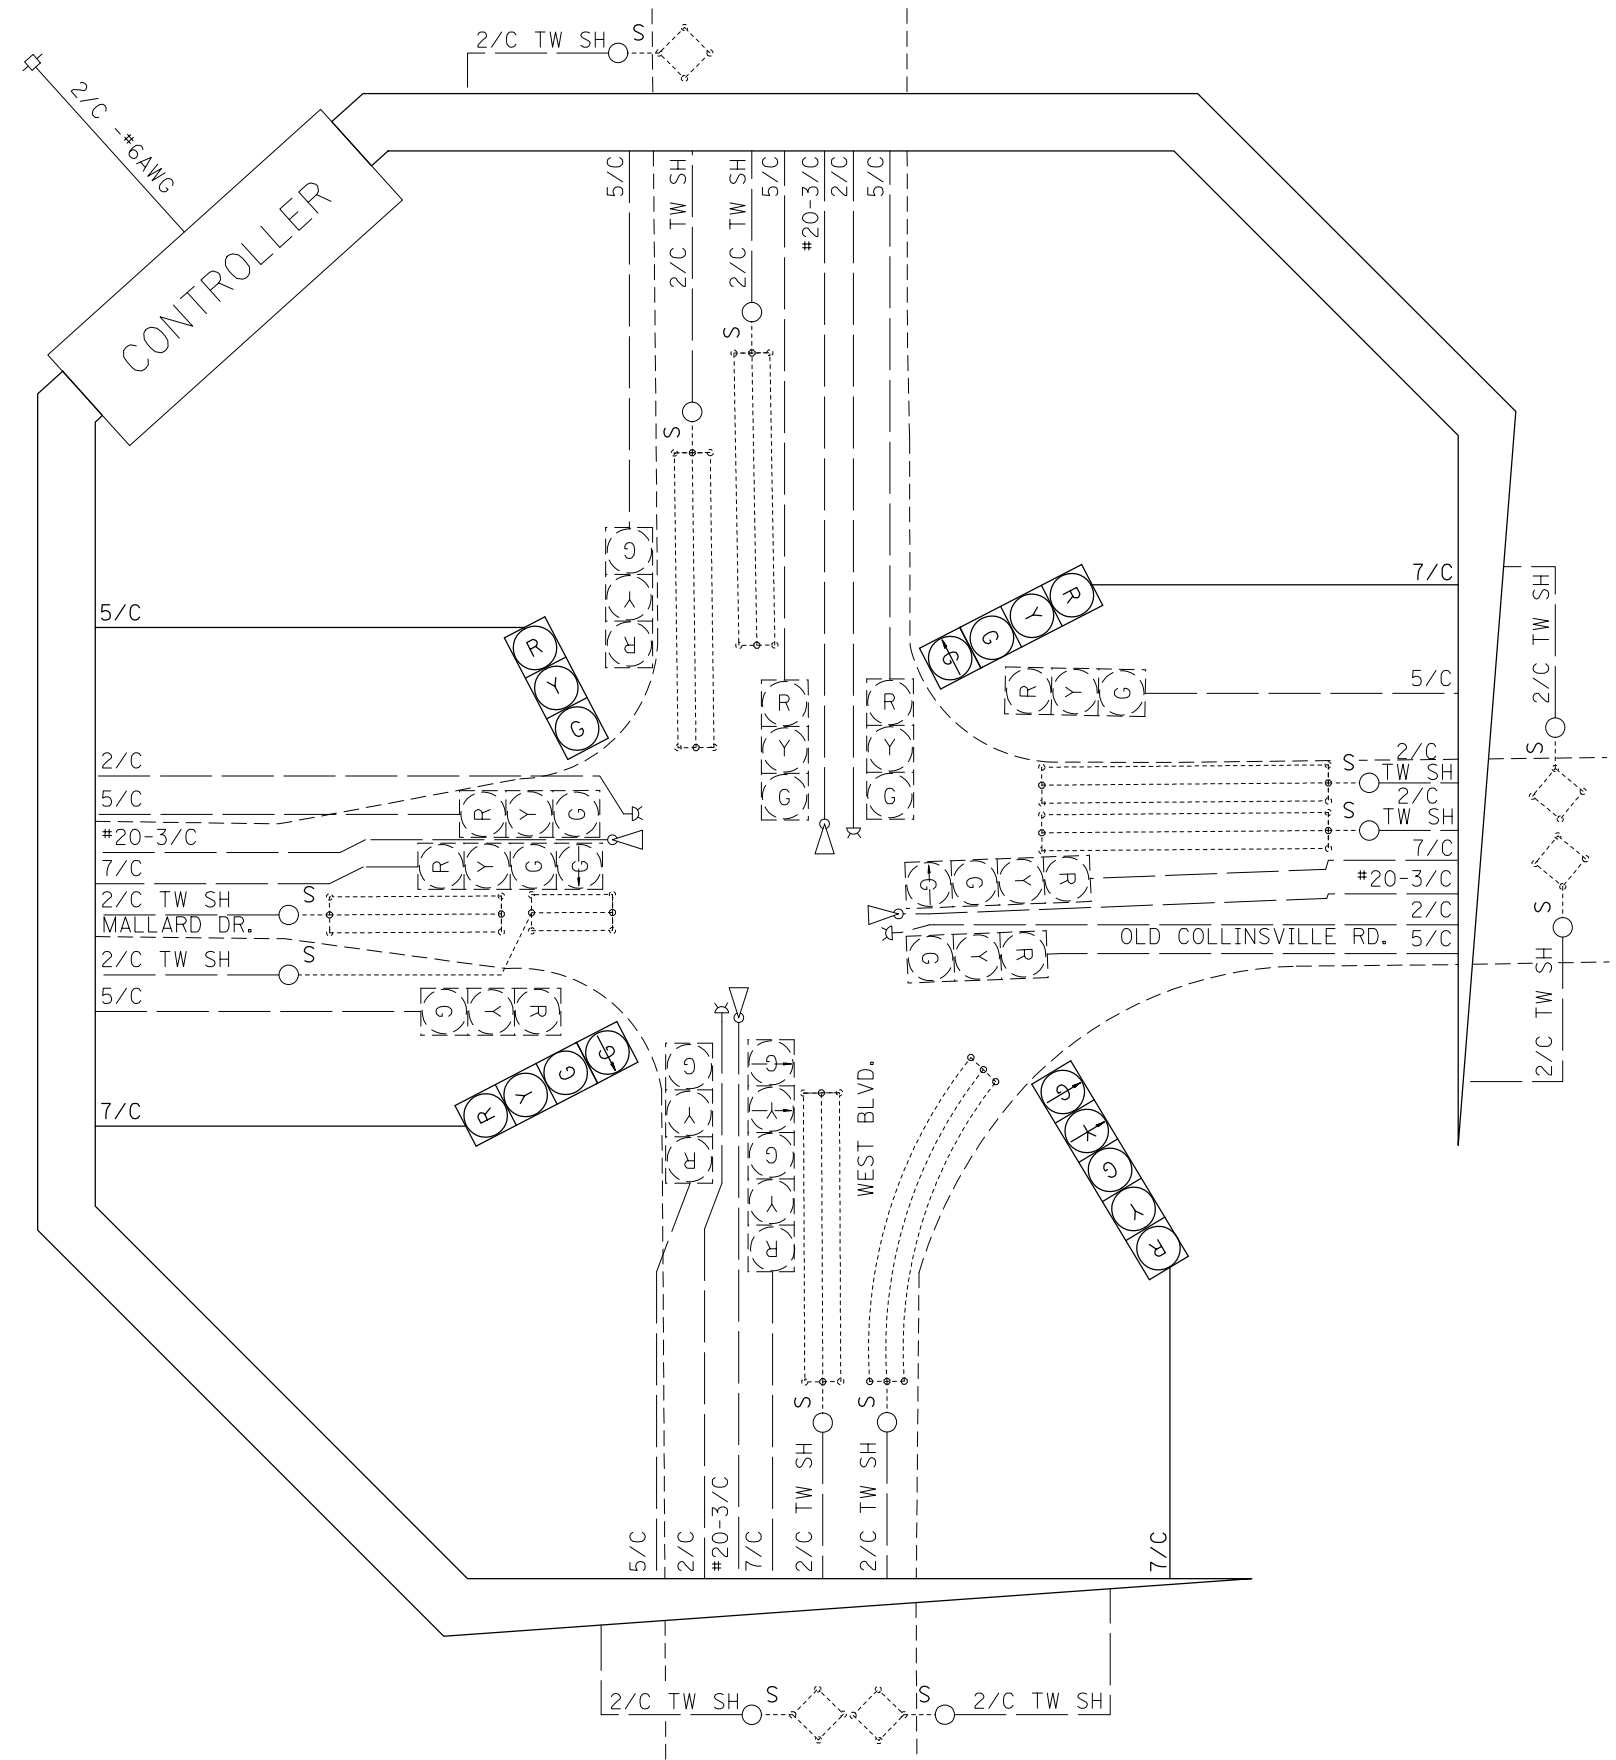 2/C TW SH
S
2/C -#6AWG
CONTROLLER
5/C
2/C TW SH
2/C TW SH
5/C
#20-3/C
2/C
5/C
S
S
G
Y
R
5/C
R
Y
G
7/C
R
Y
G
G
R Y G
5/C
2/C TW SH
S
R
Y
G
R
Y
G
2/C
5/C
R Y G
#20-3/C
7/C
R Y G G
2/C TW SH
S
MALLARD DR.
2/C TW SH
S
5/C
G Y R
7/C
R Y G G
S
2/C
TW SH
S
2/C
TW SH
7/C
G G Y R
#20-3/C
2/C
OLD COLLINSVILLE RD.
5/C
G Y R
S
2/C TW SH
G
Y
R
G
Y
G
Y
R
WEST BLVD.
G
Y
G
Y
R
S
S
5/C
2/C
#20-3/C
7/C
2/C TW SH
2/C TW SH
7/C
2/C TW SH
S
S
2/C TW SH